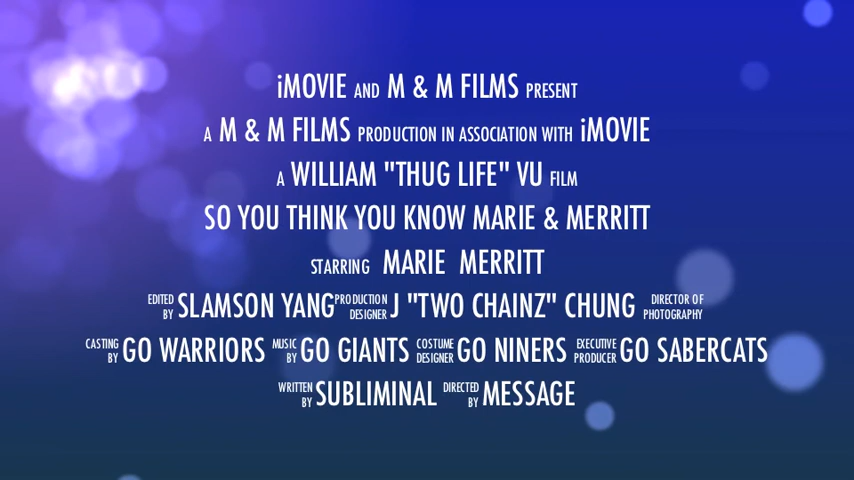 iMOVIE AND M & M FILMS PRESENT
A M & M FILMS PRODUCTION IN ASSOCIATION WITH iMOVIE
A WILLIAM "THUG LIFE" VU FILM
SO YOU THINK YOU KNOW MARIE & MERRITT
STARRING MARIE MERRITT
EDITED BY SLAMSON YANG PRODUCTION DESIGNER J "TWO CHAINZ" CHUNG DIRECTOR OF PHOTOGRAPHY
CASTING BY GO WARRIORS MUSIC BY GO GIANTS COSTUME DESIGNER GO NINERS EXECUTIVE PRODUCER GO SABERCATS
WRITTEN BY SUBLIMINAL DIRECTED BY MESSAGE